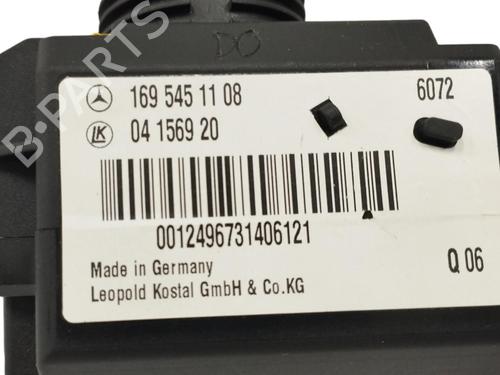 DO
B-PARTS
169 545 11 08 6072
LK 04 1569 20
0012496731406121
Made in Germany Q 06
Leopold Kostal GmbH & Co.KG